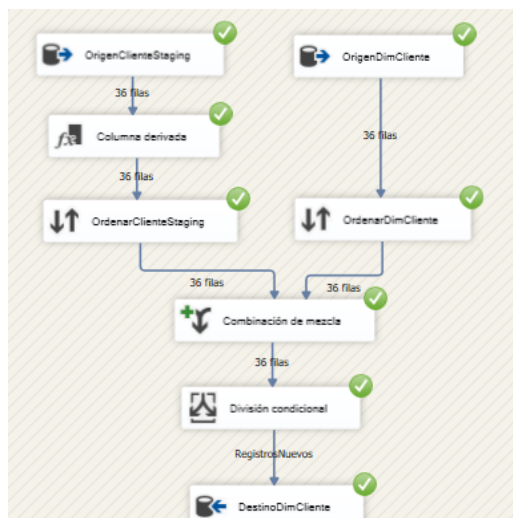 OrigenClienteStaging
OrigenDimCliente
36 filas
36 filas
Columna derivada
36 filas
OrdenarClienteStaging
OrdenarDimCliente
36 filas
36 filas
Combinación de mezcla
36 filas
División condicional
RegistrosNuevos
DestinoDimCliente